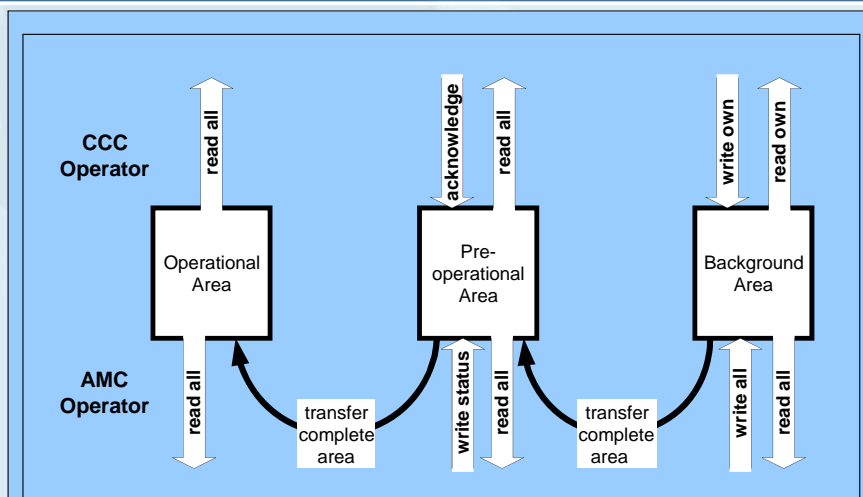 CCC
Operator
read all
acknowledge
read all
write own
read own
Operational
Area
Pre-
operational
Area
Background
Area
AMC
Operator
read all
transfer
complete
area
write status
read all
transfer
complete
area
write all
read all